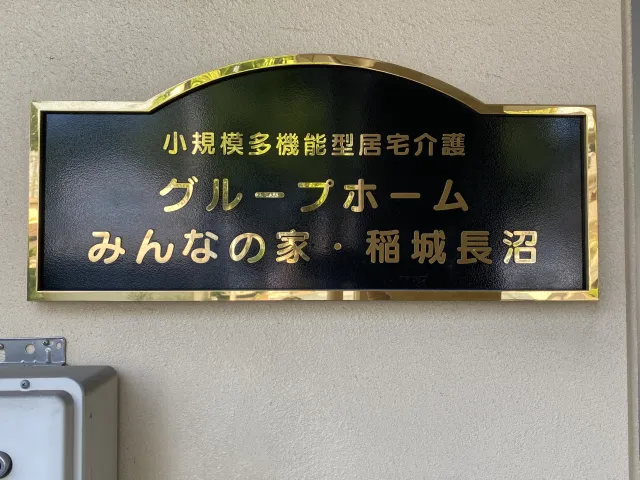 小規模多機能型居宅介護
グループホーム
みんなの家・稲城長沼